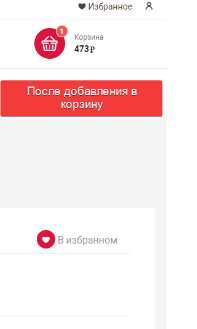 Избранное
1
Корзина
473 ₽
После добавления в
корзину
В избранном